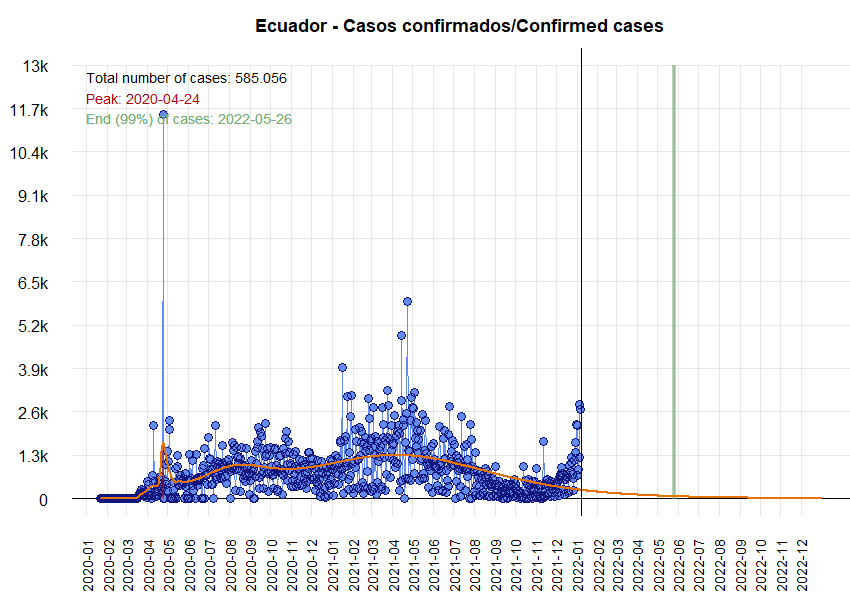 Ecuador - Casos confirmados/Confirmed cases
13k
Total number of cases: 585.056
Peak: 2020-04-24
11.7k
End (99%) of cases: 2022-05-26
10.4k
9.1k
7.8k
6.5k
5.2k
3.9k
2.6k
1.3k
0
2020-01
2020-02
2020-03
2020-04
2020-05
2020-06
2020-07
2020-08
2020-09
2020-10
2020-11
2020-12
2021-01
2021-02
2021-03
2021-04
2021-05
2021-06
2021-07
2021-08
2021-09
2021-10
2021-11
2021-12
2022-01
2022-02
2022-03
2022-04
2022-05
2022-06
2022-07
2022-08
2022-09
2022-10
2022-11
2022-12